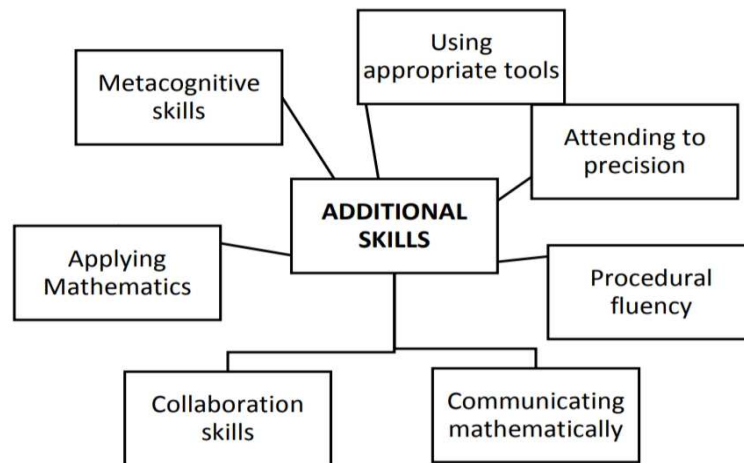 Using
appropriate tools
Metacognitive
skills
Attending to
precision
ADDITIONAL
SKILLS
Applying
Mathematics
Procedural
fluency
Collaboration
skills
Communicating
mathematically